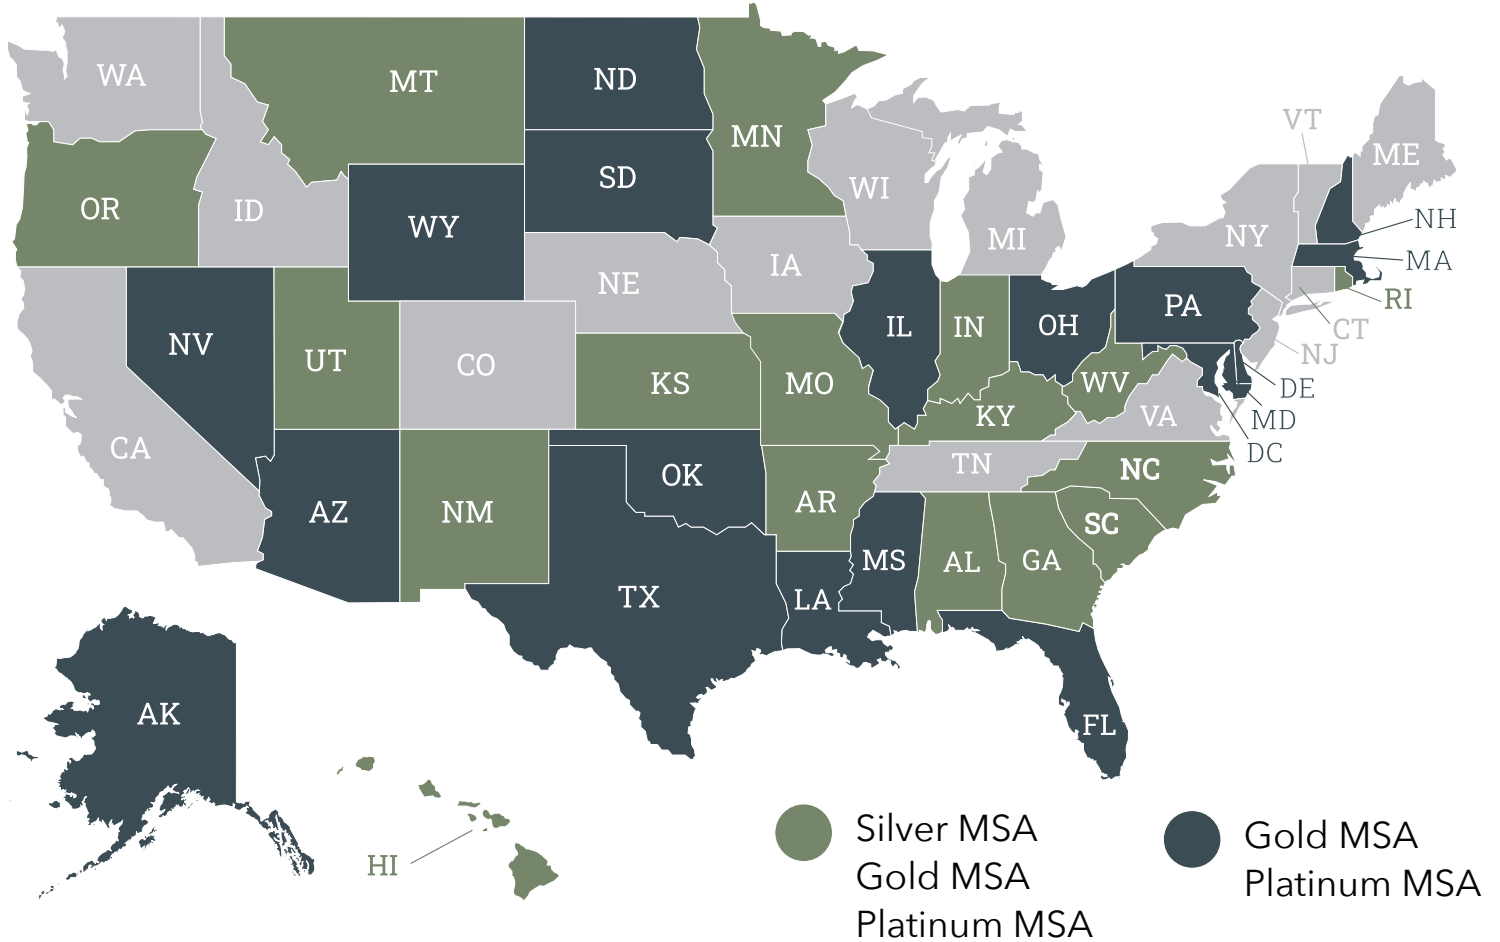 WA
MT
ND
MN
VT
ME
OR
ID
WY
SD
WI
MI
NY
NH
MA
NV
UT
CO
NE
IA
IL
IN
OH
PA
RI
CT
NJ
CA
KS
MO
KY
WV
VA
DE
MD
DC
AZ
NM
OK
AR
TN
NC
SC
TX
LA
MS
AL
GA
FL
AK
HI
Silver MSA
Gold MSA
Platinum MSA
Gold MSA
Platinum MSA